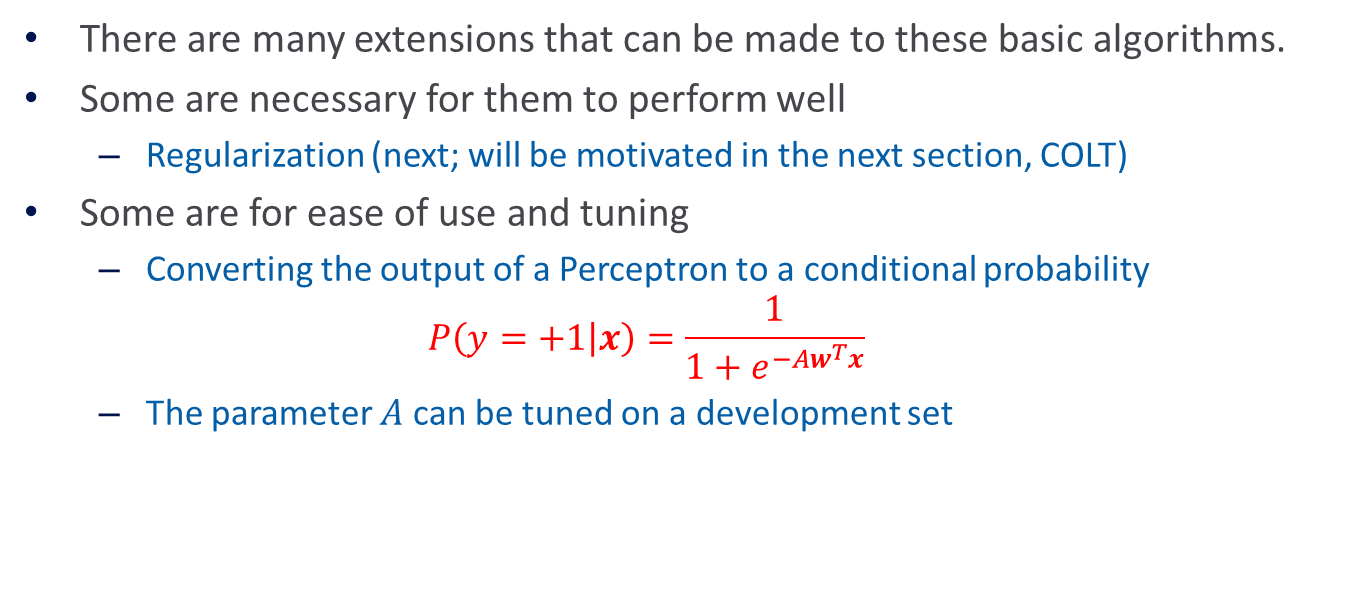 • There are many extensions that can be made to these basic algorithms.
• Some are necessary for them to perform well
– Regularization (next; will be motivated in the next section, COLT)
• Some are for ease of use and tuning
– Converting the output of a Perceptron to a conditional probability
P(y = +1|x) = 1 / (1 + e^{-Aw^T x})
– The parameter A can be tuned on a development set